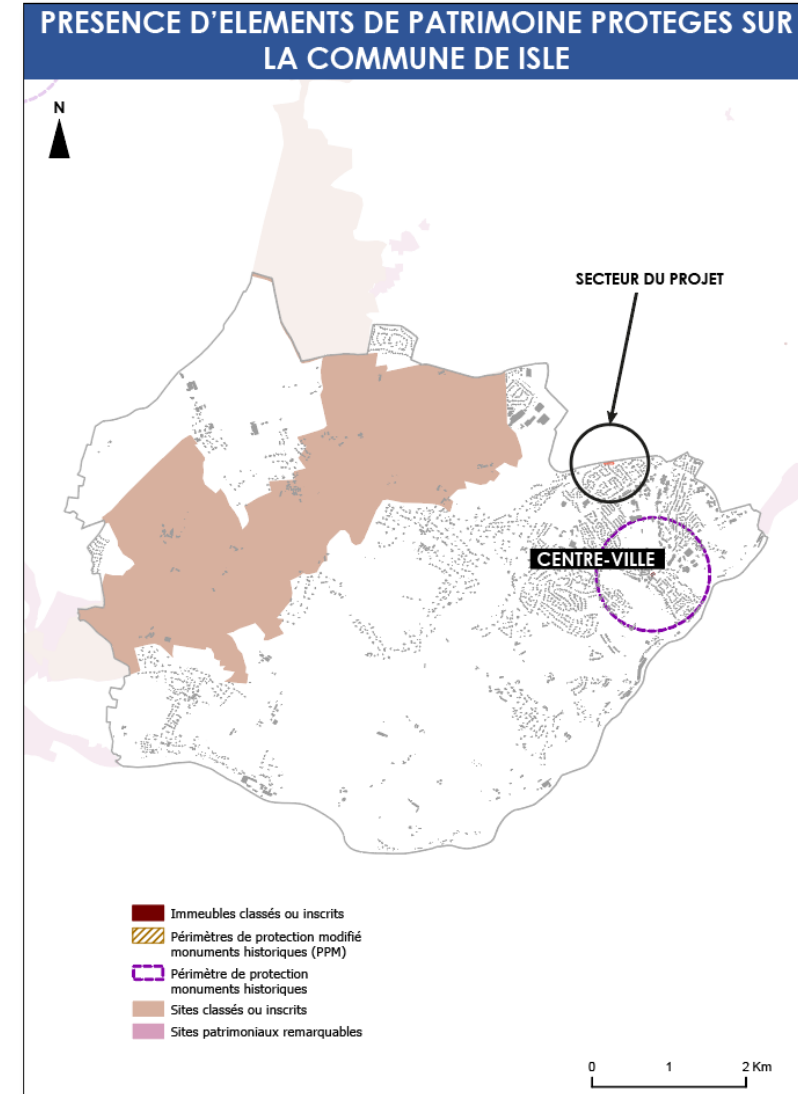 PRESENCE D'ELEMENTS DE PATRIMOINE PROTEGES SUR
LA COMMUNE DE ISLE
N
SECTEUR DU PROJET
CENTRE-VILLE
Immeubles classés ou inscrits
Périmètres de protection modifié
monuments historiques (PPM)
Périmètre de protection
monuments historiques
Sites classés ou inscrits
Sites patrimoniaux remarquables
0 1 2 Km